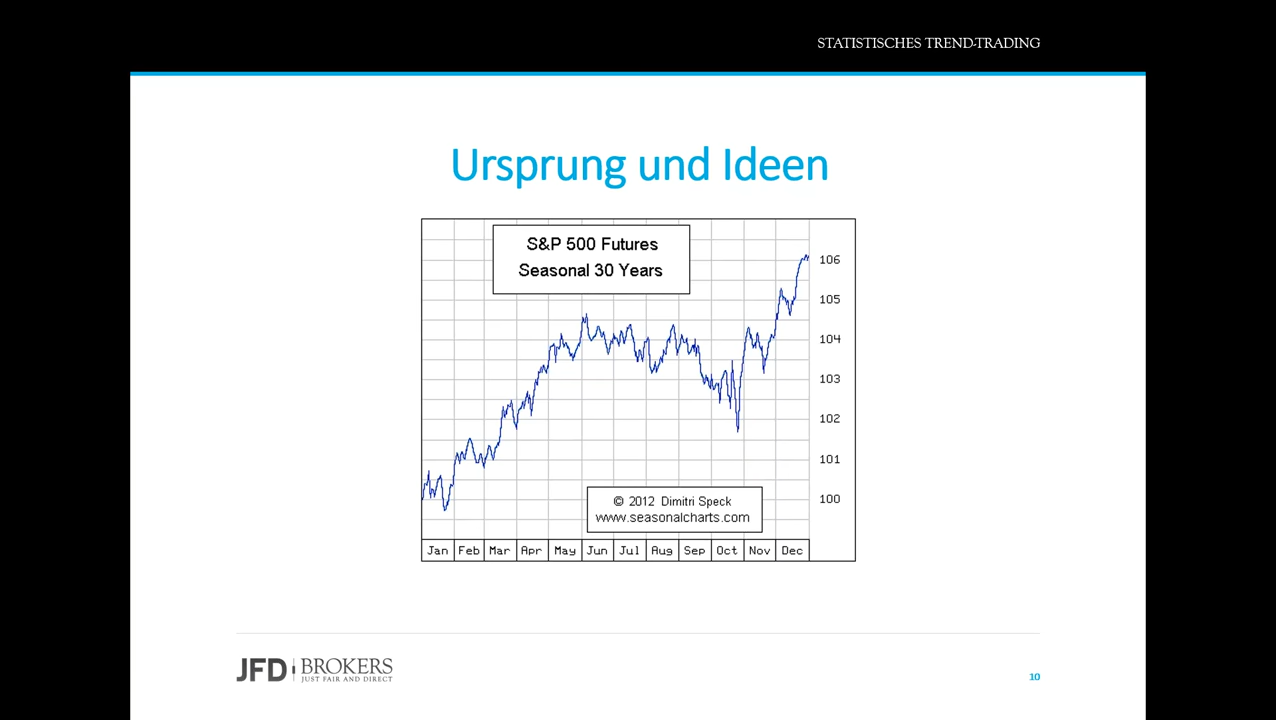 STATISTISCHES TREND-TRADING
Ursprung und Ideen
S&P 500 Futures
Seasonal 30 Years
106
105
104
103
102
101
100
© 2012 Dimitri Speck
www.seasonalcharts.com
Jan Feb Mar Apr May Jun Jul Aug Sep Oct Nov Dec
JFD BROKERS
JUST FAIR AND DIRECT
10